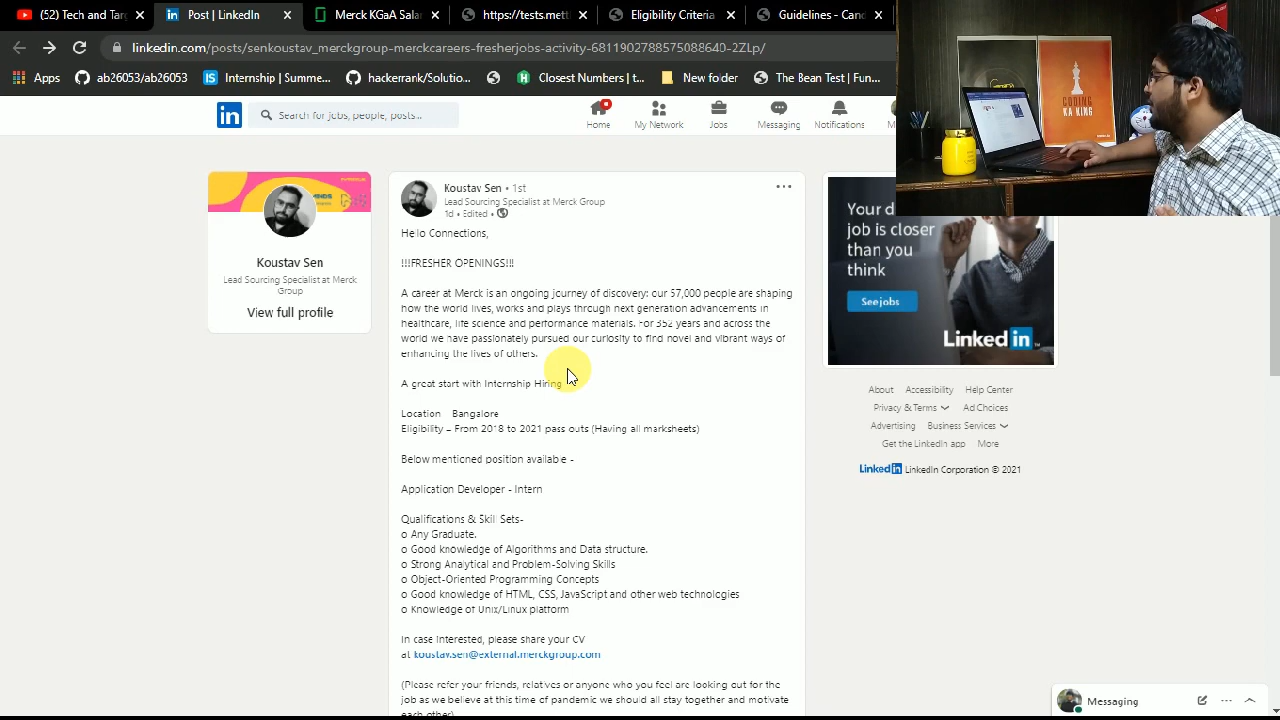 (52) Tech and Targ
Post | LinkedIn
Merck KGaA Sala
https://tests.mettl
Eligibility Criteria
Guidelines - Cand
linkedin.com/posts/senkoustav_merckgroup-merckcareers-fresherjobs-activity-6811902788575088640-2ZLp/
Apps
ab26053/ab26053
Internship | Summe...
hackerrank/Solutio...
Closest Numbers | t...
New folder
The Bean Test | Fun...
CODING
KA KING
in
Search for jobs, people, posts...
Home
My Network
Jobs
Messaging
Notifications
Koustav Sen
Lead Sourcing Specialist at Merck
Group
View full profile
Koustav Sen • 1st
Lead Sourcing Specialist at Merck Group
1d • Edited •
Hello Connections,
!!!FRESHER OPENINGS!!!
A career at Merck is an ongoing journey of discovery: our 57,000 people are shaping
how the world lives, works and plays through next generation advancements in
healthcare, life science and performance materials. For 352 years and across the
world we have passionately pursued our curiosity to find novel and vibrant ways of
enhancing the lives of others.
A great start with Internship Hiring
Location Bangalore
Eligibility – From 2018 to 2021 pass outs (Having all marksheets)
Below mentioned position available -
Application Developer - Intern
Qualifications & Skill Sets-
o Any Graduate.
o Good knowledge of Algorithms and Data structure.
o Strong Analytical and Problem-Solving Skills
o Object-Oriented Programming Concepts
o Good knowledge of HTML, CSS, JavaScript and other web technologies
o Knowledge of Unix/Linux platform
In case interested, please share your CV
at koustav.sen@external.merckgroup.com
(Please refer your friends, relatives or anyone who you feel are looking out for the
job as we believe at this time of pandemic we should all stay together and motivate
each other)
Your d
job is closer
than you
think
See jobs
Linked in
About Accessibility Help Center
Privacy & Terms Ad Choices
Advertising Business Services
Get the LinkedIn app More
Linked in LinkedIn Corporation © 2021
Messaging